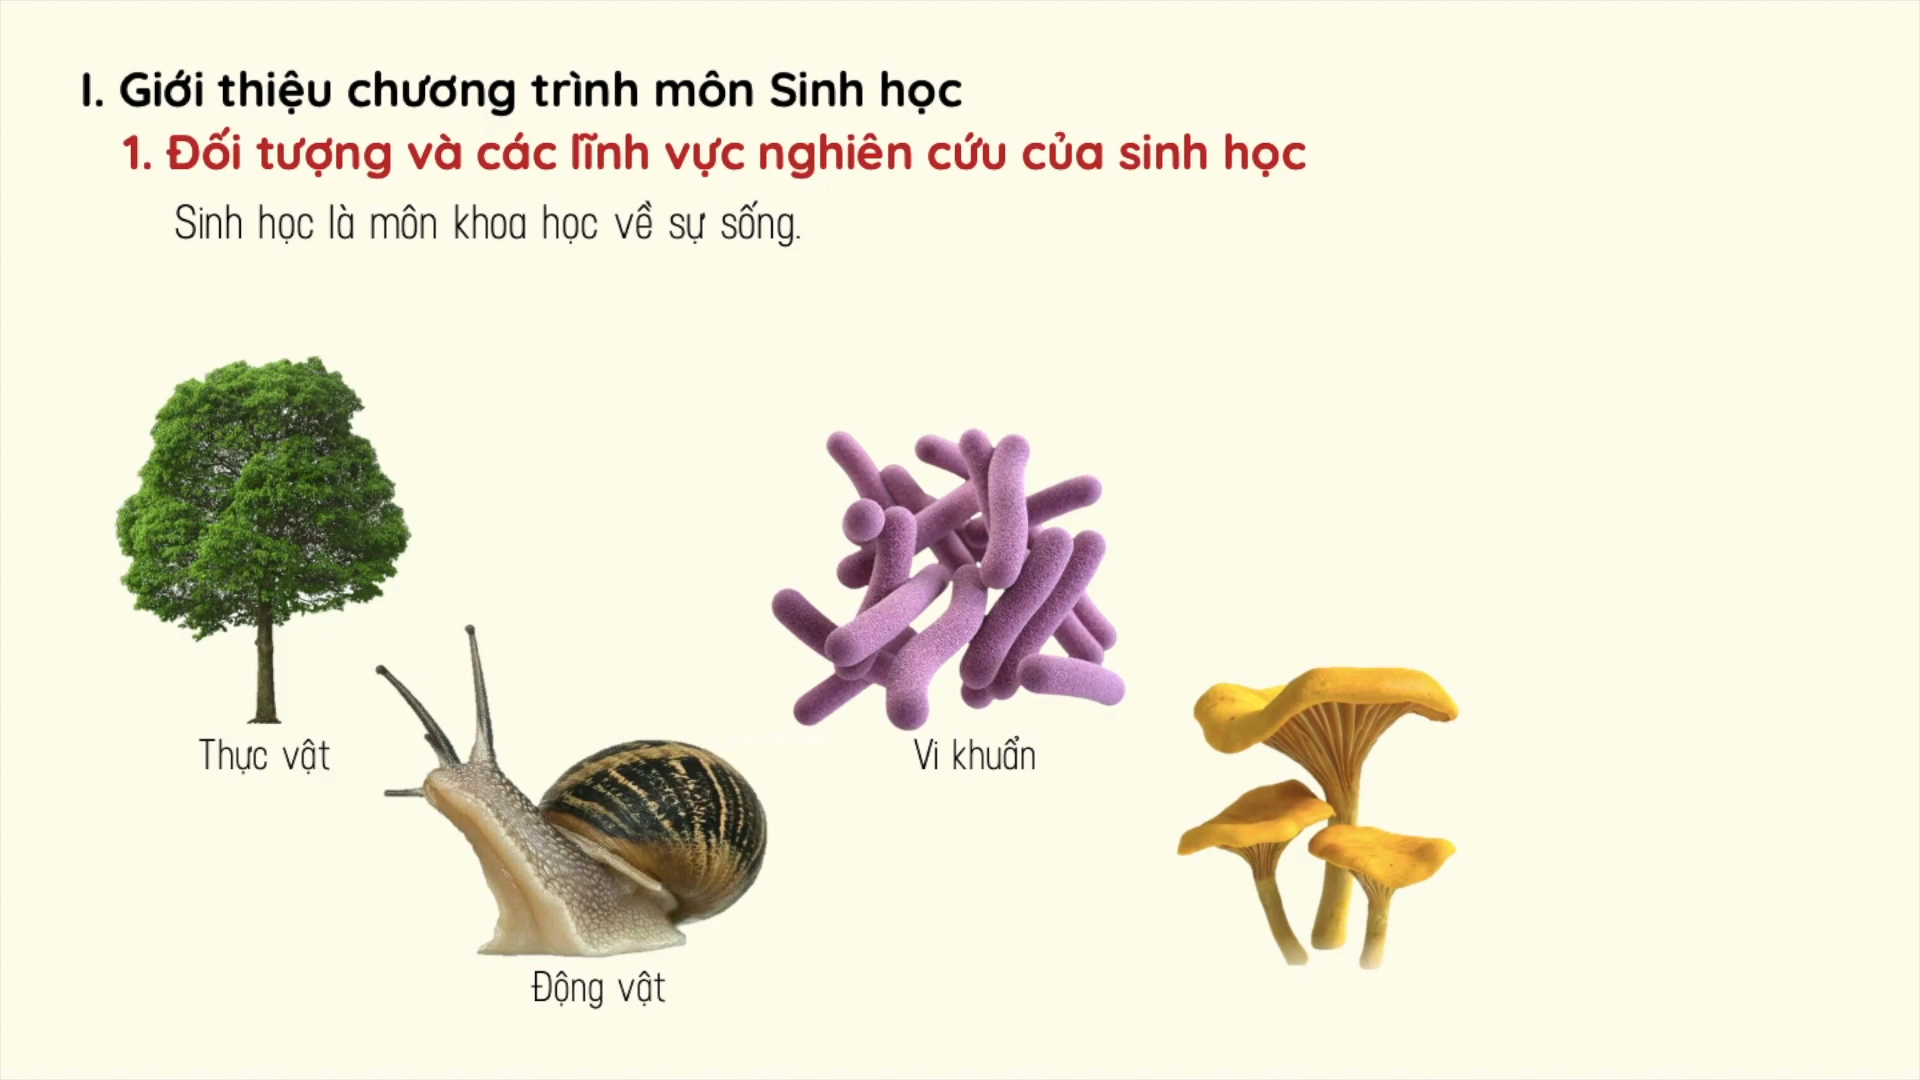 I. Giới thiệu chương trình môn Sinh học
1. Đối tượng và các lĩnh vực nghiên cứu của sinh học
Sinh học là môn khoa học về sự sống.
Thực vật
Vi khuẩn
Động vật